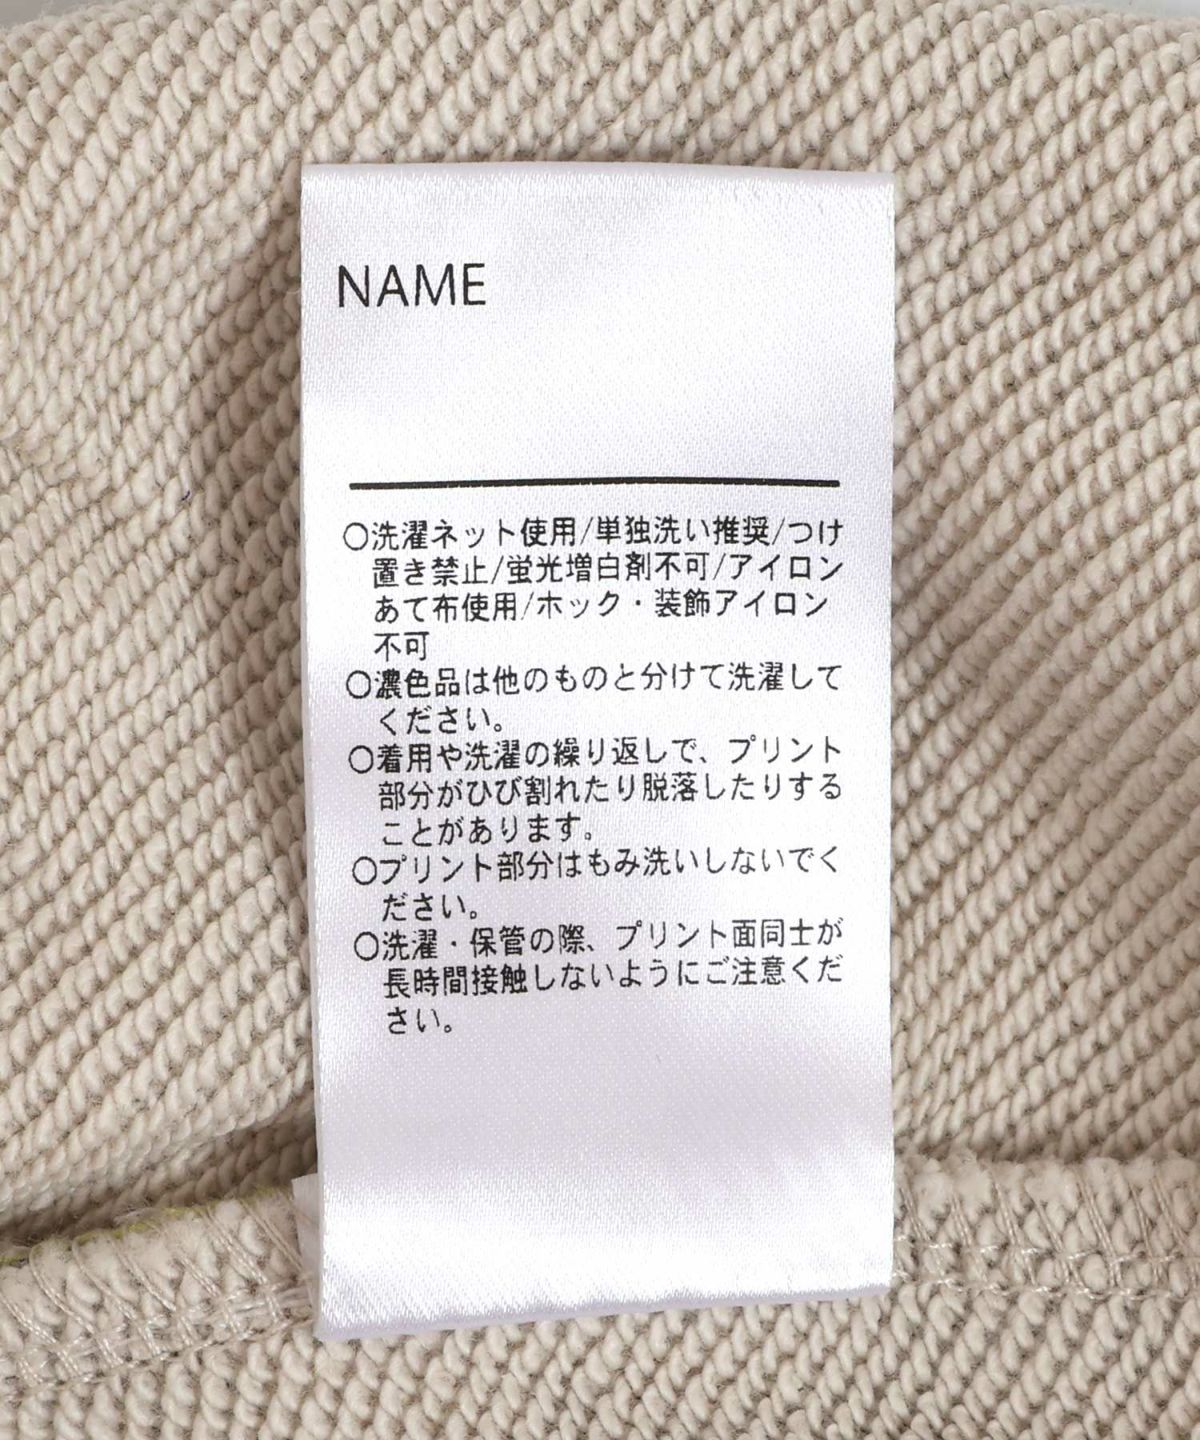 NAME
○洗濯ネット使用/単独洗い推奨/つけ
置き禁止/蛍光増白剤不可/アイロン
あて布使用/ホック・装飾アイロン
不可
○濃色品は他のものと分けて洗濯して
ください。
○着用や洗濯の繰り返しで、プリント
部分がひび割れたり脱落したりする
ことがあります。
○プリント部分はもみ洗いしないでく
ださい。
○洗濯・保管の際、プリント面同士が
長時間接触しないようにご注意くだ
さい。